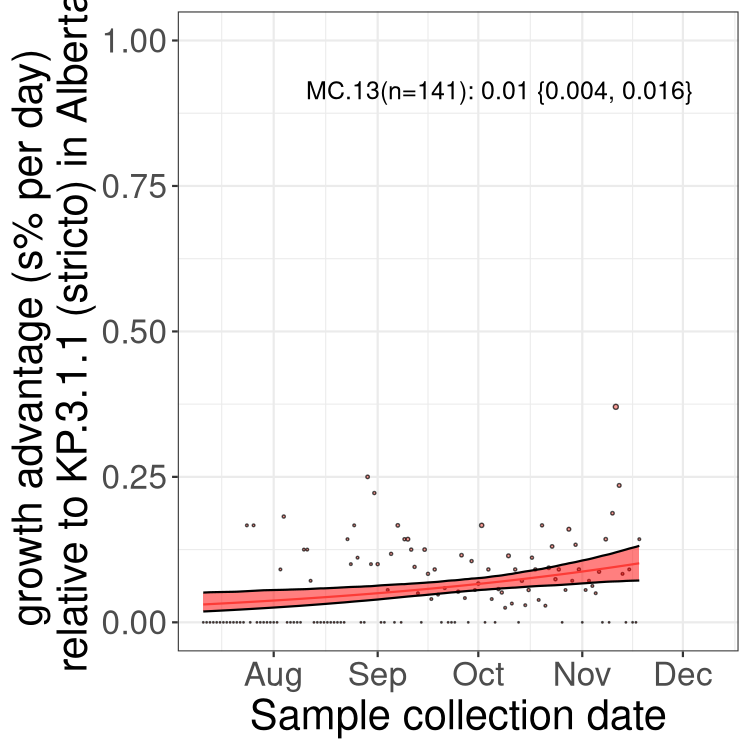 growth advantage (s% per day)
relative to KP.3.1.1 (stricto) in Alberta
1.00
0.75
0.50
0.25
0.00
MC.13(n=141): 0.01 {0.004, 0.016}
Aug Sep Oct Nov Dec
Sample collection date